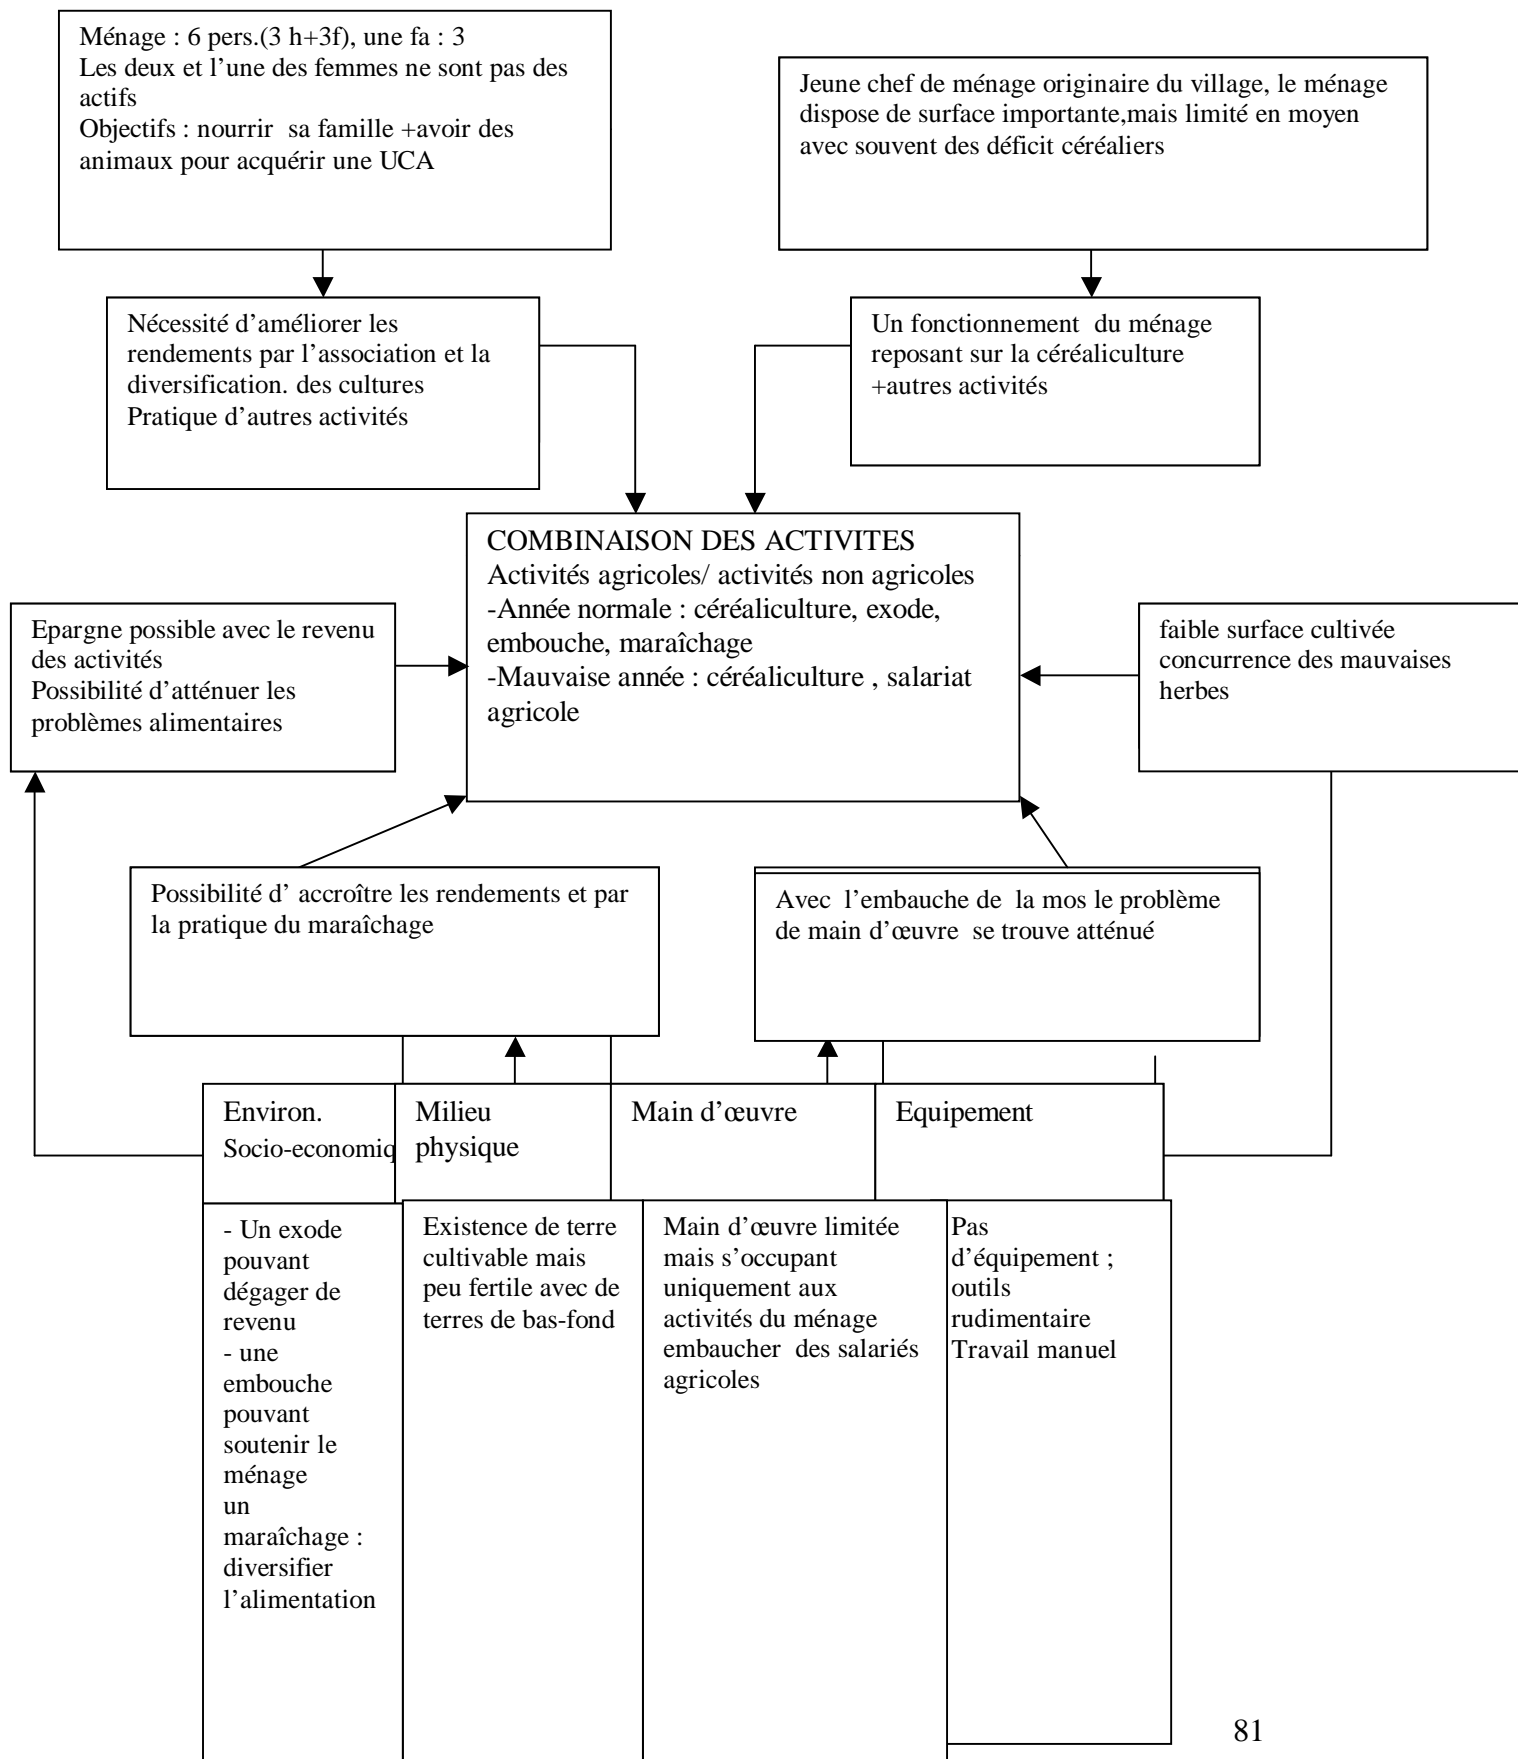 Ménage : 6 pers.(3 h+3f), une fa : 3
Les deux et l’une des femmes ne sont pas des
actifs
Objectifs : nourrir  sa famille +avoir des
animaux pour acquérir une UCA
Jeune chef de ménage originaire du village, le ménage
dispose de surface importante,mais limité en moyen
avec souvent des déficit céréaliers
Nécessité d’améliorer les
rendements par l’association et la
diversification. des cultures
Pratique d’autres activités
Un fonctionnement  du ménage
reposant sur la céréaliculture
+autres activités
COMBINAISON DES ACTIVITES
Activités agricoles/ activités non agricoles
-Année normale : céréaliculture, exode,
embouche, maraîchage
-Mauvaise année : céréaliculture , salariat
agricole
Epargne possible avec le revenu
des activités
Possibilité d’atténuer les
problèmes alimentaires
faible surface cultivée
concurrence des mauvaises
herbes
Possibilité d’ accroître les rendements et par
la pratique du maraîchage
Avec  l’embauche de  la mos le problème
de main d’œuvre  se trouve atténué
Environ.
Socio-economiq
Milieu
physique
Main d’œuvre
Equipement
- Un exode
pouvant
dégager de
revenu
- une
embouche
pouvant
soutenir le
ménage
un
maraîchage :
diversifier
l’alimentation
Existence de terre
cultivable mais
peu fertile avec de
terres de bas-fond
Main d’œuvre limitée
mais s’occupant
uniquement aux
activités du ménage
embaucher  des salariés
agricoles
Pas
d’équipement ;
outils
rudimentaire
Travail manuel
81